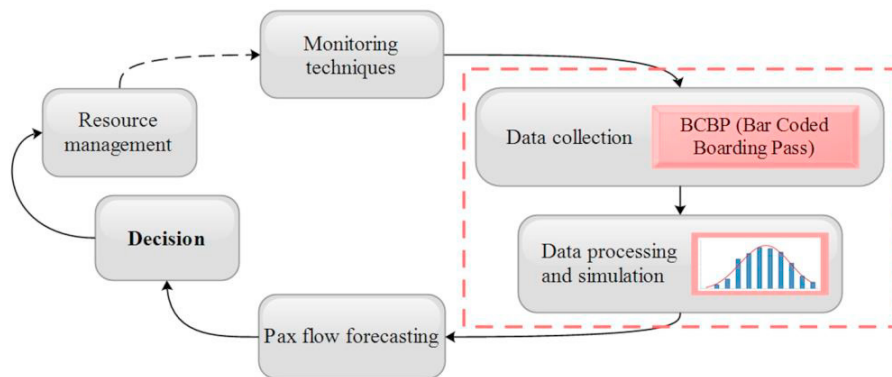 Monitoring
techniques
Data collection
BCBP (Bar Coded
Boarding Pass)
Data processing
and simulation
Pax flow forecasting
Decision
Resource
management